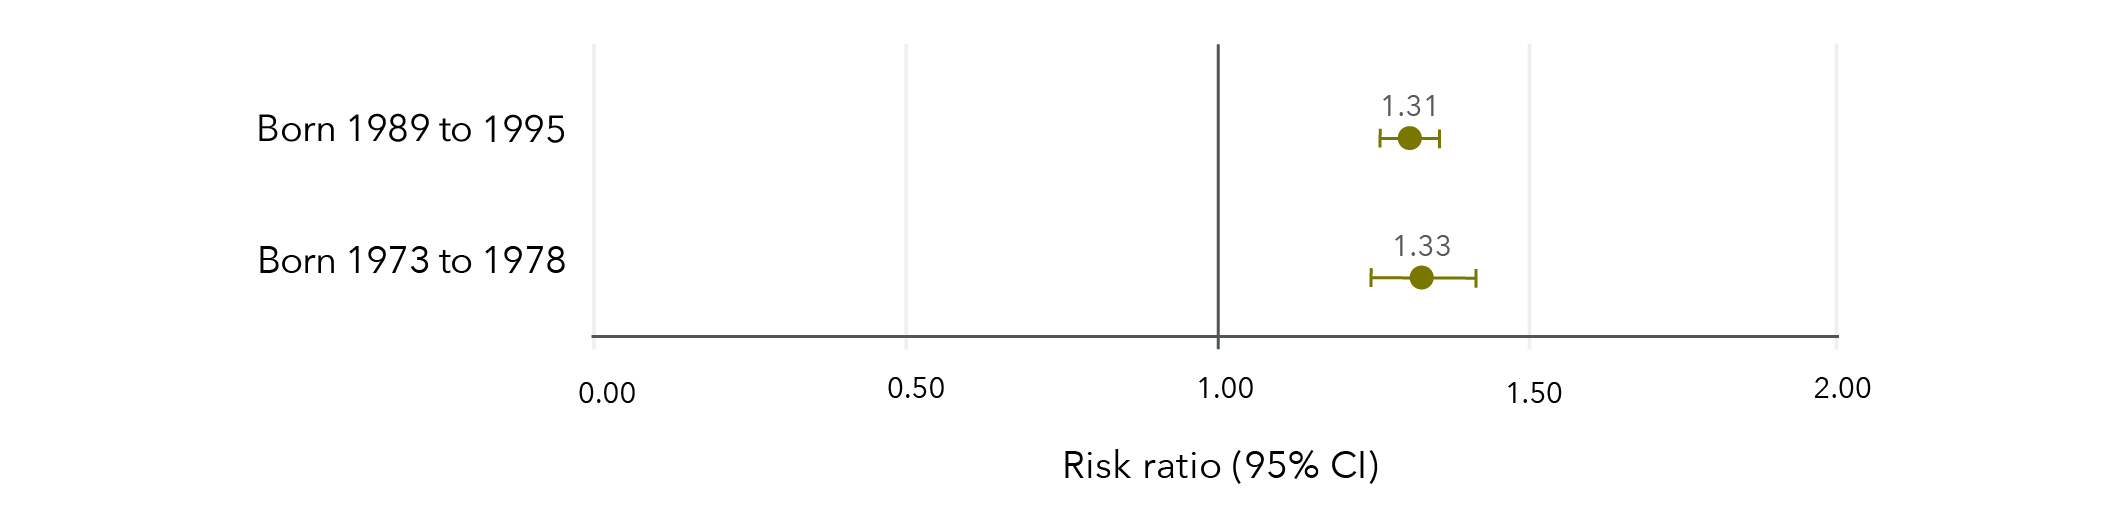 1.31
Born 1989 to 1995
1.33
Born 1973 to 1978
0.00 0.50 1.00 1.50 2.00
Risk ratio (95% CI)